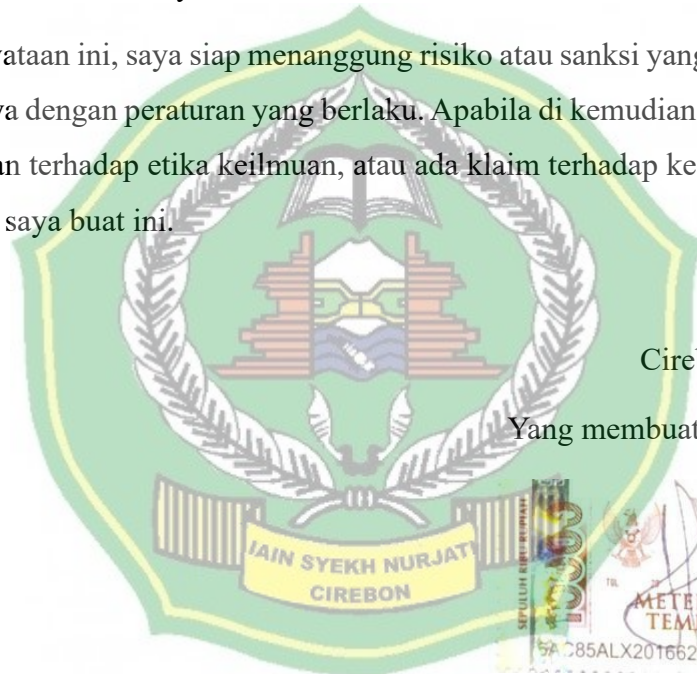 ataan ini, saya siap menanggung risiko atau sanksi yang
a dengan peraturan yang berlaku. Apabila di kemudian
an terhadap etika keilmuan, atau ada klaim terhadap ke
saya buat ini.
Cireb
Yang membuat
IAIN SYEKH NURJATI
CIREBON
SEPULUH RIBU RUPIAH
TGL
METE
TEM
5AC85ALX201662